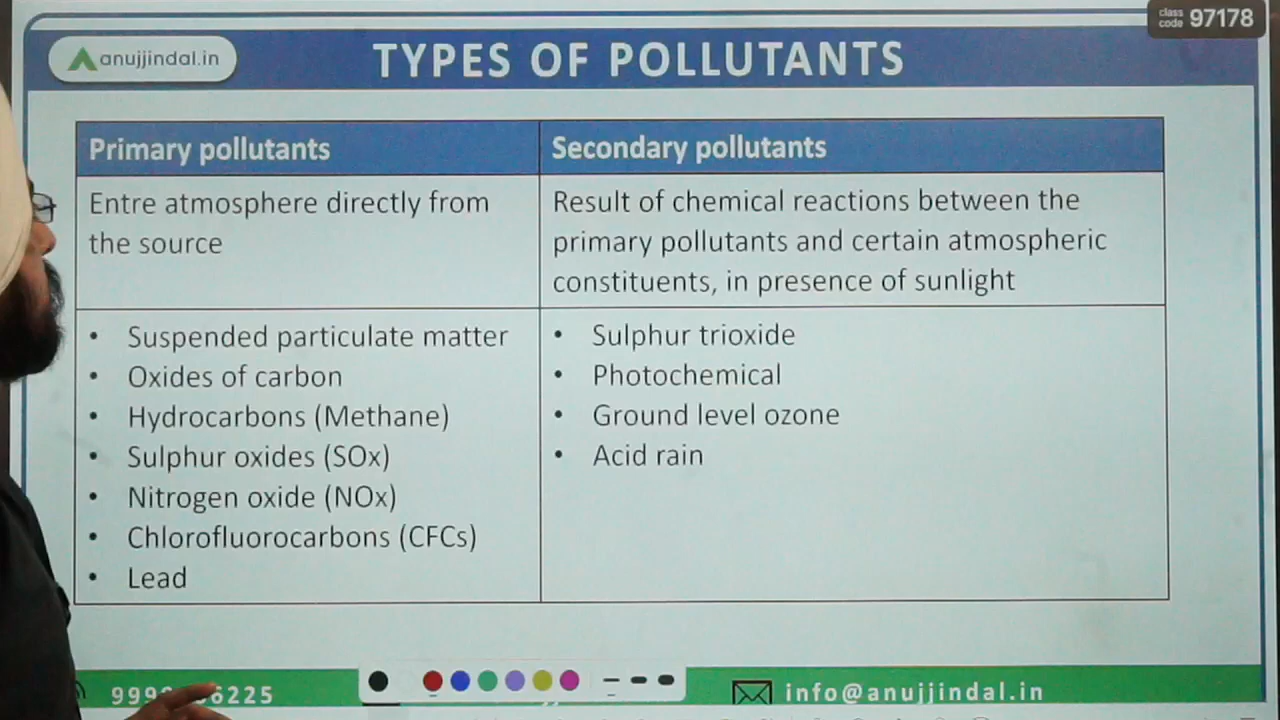 class
code 97178
anujjindal.in
TYPES OF POLLUTANTS
Primary pollutants
Secondary pollutants
Entre atmosphere directly from
the source
Result of chemical reactions between the
primary pollutants and certain atmospheric
constituents, in presence of sunlight
• Suspended particulate matter
• Oxides of carbon
• Hydrocarbons (Methane)
• Sulphur oxides (SOx)
• Nitrogen oxide (NOx)
• Chlorofluorocarbons (CFCs)
• Lead
• Sulphur trioxide
• Photochemical
• Ground level ozone
• Acid rain
info@anujjindal.in